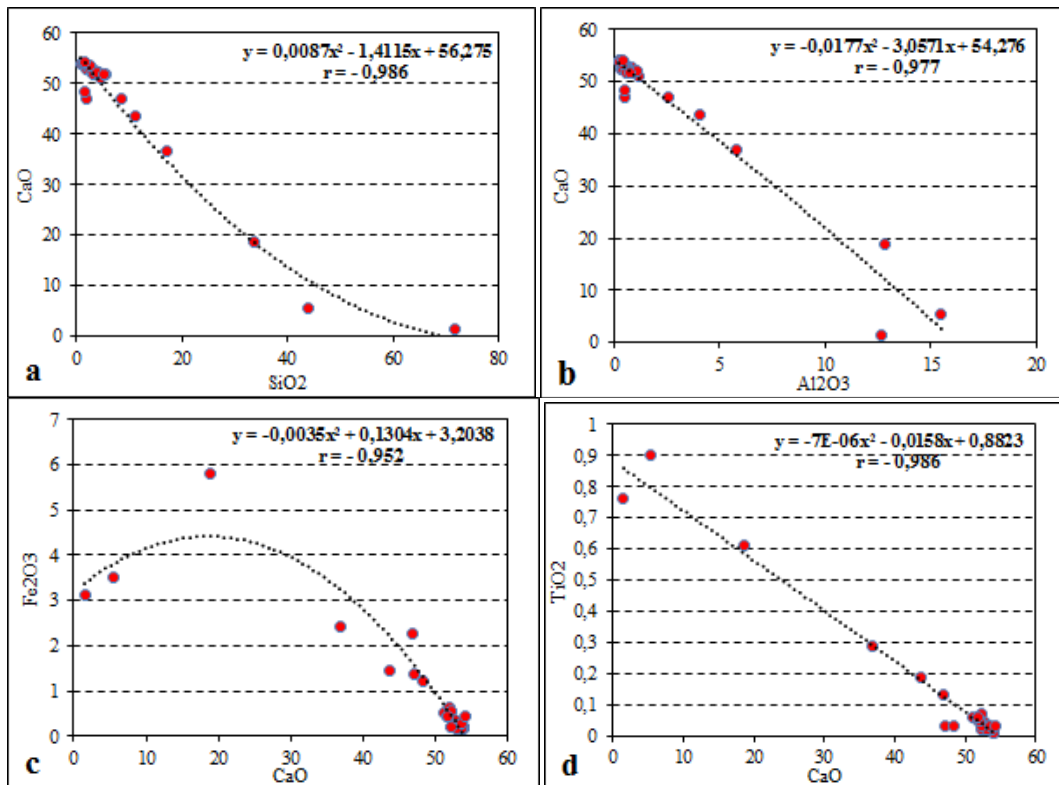 60
50
40
30
20
10
0
CaO
y = 0,0087x² - 1,4115x + 56,275
r = - 0,986
0
20
40
60
80
SiO2
a
60
50
40
30
20
10
0
CaO
y = -0,0177x² - 3,0571x + 54,276
r = - 0,977
0
5
10
15
20
Al2O3
b
7
6
5
4
3
2
1
0
Fe2O3
y = -0,0035x² + 0,1304x + 3,2038
r = - 0,952
0
10
20
30
40
50
60
CaO
c
1
0,9
0,8
0,7
0,6
0,5
0,4
0,3
0,2
0,1
0
TiO2
y = -7E-06x² - 0,0158x + 0,8823
r = - 0,986
0
10
20
30
40
50
60
CaO
d